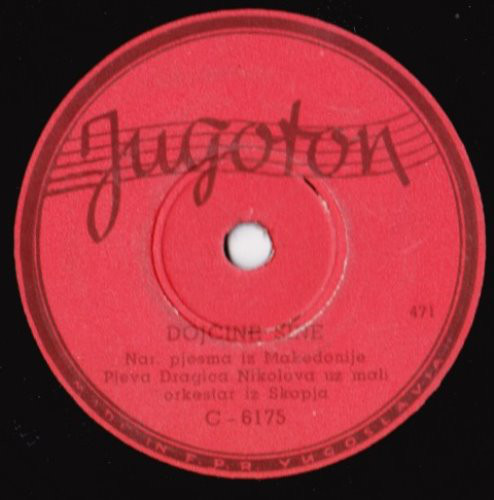 Jugoton
471
DOJČINE SINE
Nar. pjesma iz Makedonije
Pjeva Dragica Nikolova uz mali
orkestar iz Skopja
C - 6175
MADE IN F.P.R. YUGOSLAVIA